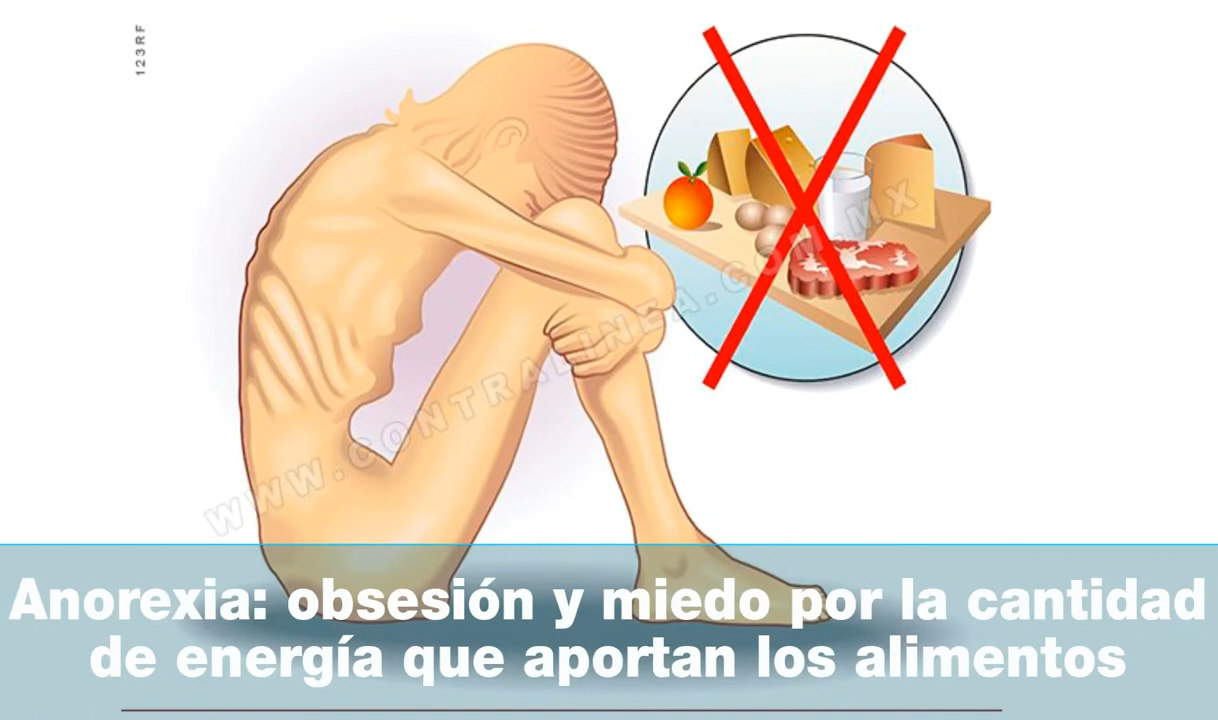 123RF
WWW.CONTRALINEA.COM.MX
Anorexia: obsesión y miedo por la cantidad
de energía que aportan los alimentos